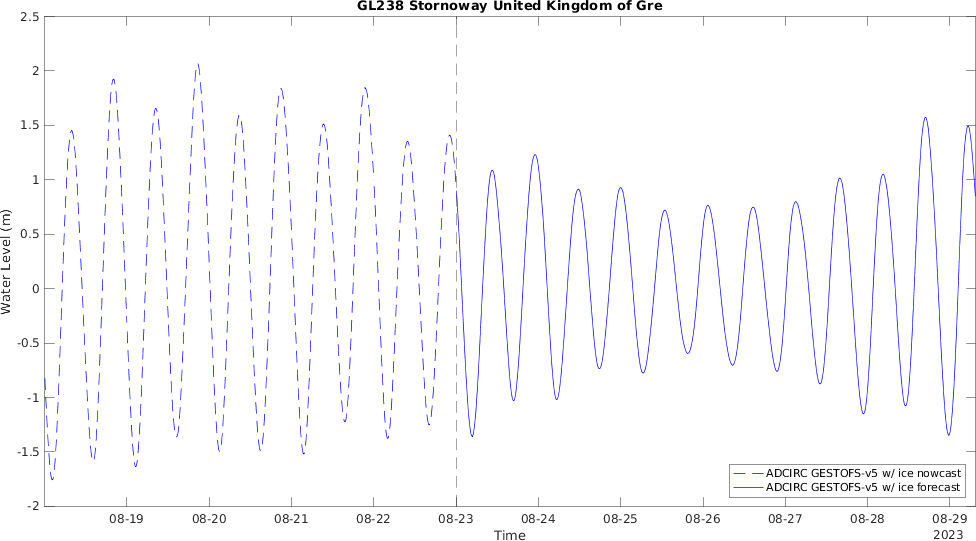 GL238 Stornoway United Kingdom of Gre
2.5
2
1.5
1
0.5
0
-0.5
-1
-1.5
-2
Water Level (m)
ADCIRC GESTOFS-v5 w/ ice nowcast
ADCIRC GESTOFS-v5 w/ ice forecast
08-19 08-20 08-21 08-22 08-23 08-24 08-25 08-26 08-27 08-28 08-29
Time
2023